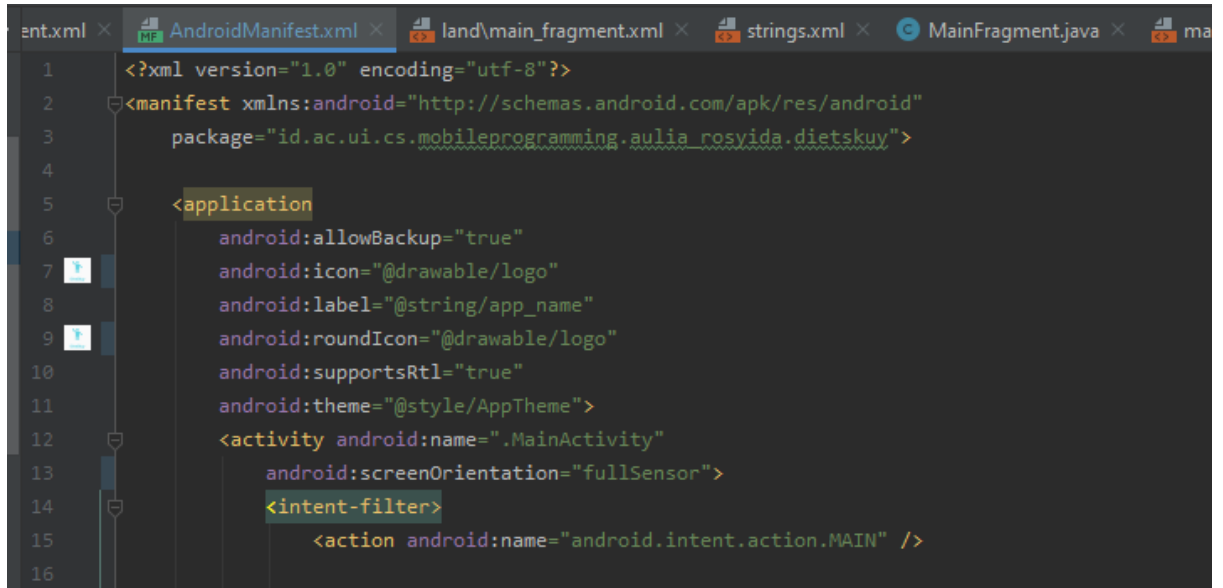 ent.xml AndroidManifest.xml land\main_fragment.xml strings.xml MainFragment.java ma
1 <?xml version="1.0" encoding="utf-8"?>
2 <manifest xmlns:android="http://schemas.android.com/apk/res/android"
3 package="id.ac.ui.cs.mobileprogramming.aulia_rosyida.dietskuy">
4
5 <application
6 android:allowBackup="true"
7 android:icon="@drawable/logo"
8 android:label="@string/app_name"
9 android:roundIcon="@drawable/logo"
10 android:supportsRtl="true"
11 android:theme="@style/AppTheme">
12 <activity android:name=".MainActivity"
13 android:screenOrientation="fullSensor">
14 <intent-filter>
15 <action android:name="android.intent.action.MAIN" />
16